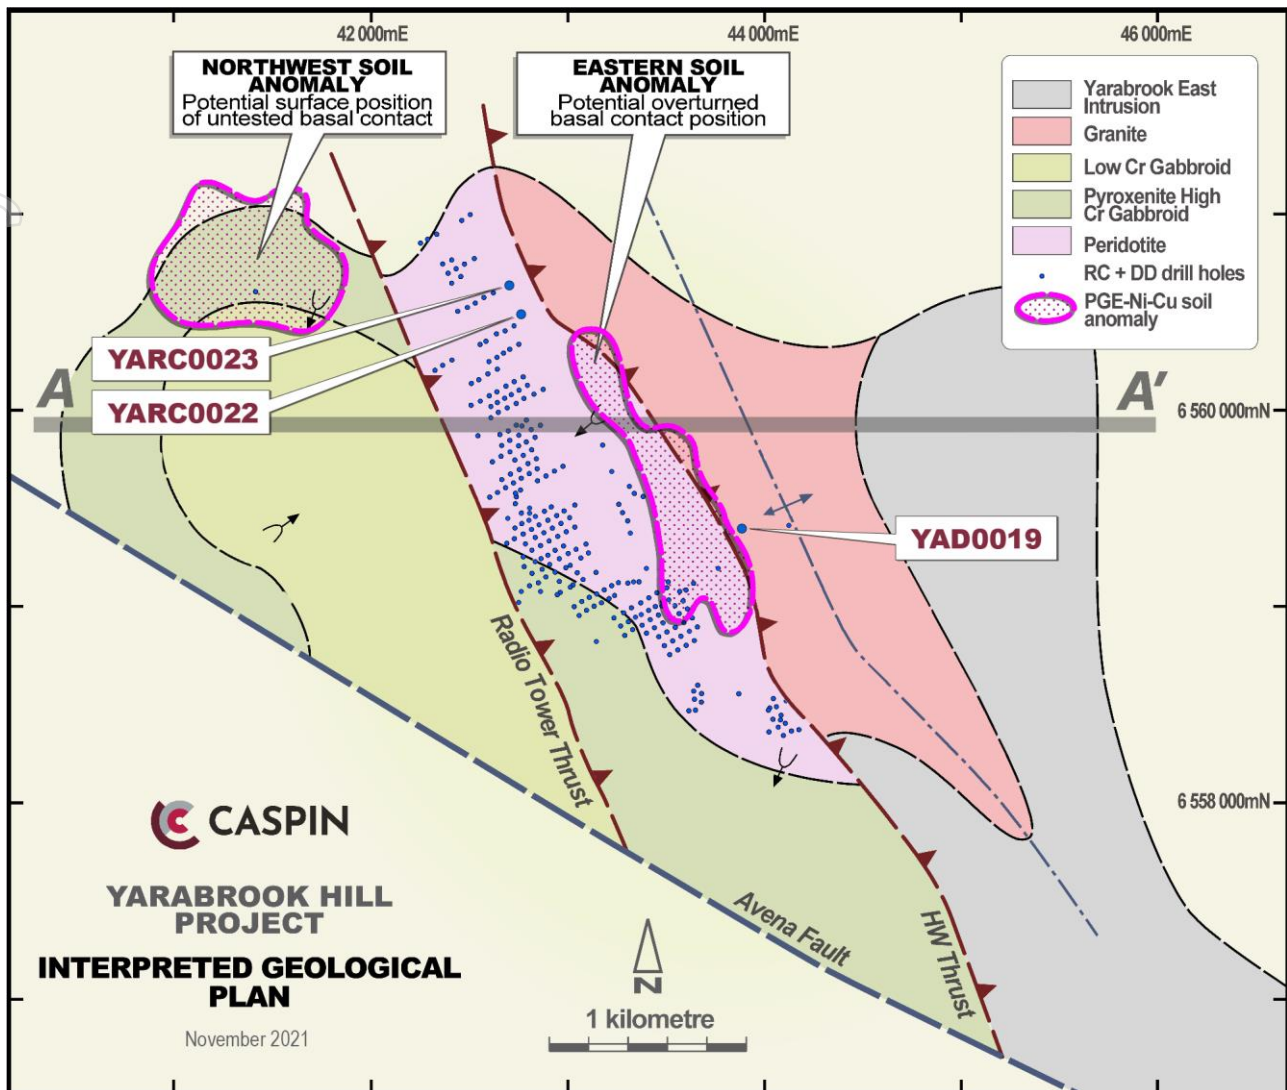 42 000mE
44 000mE
46 000mE
NORTHWEST SOIL
ANOMALY
Potential surface position
of untested basal contact
EASTERN SOIL
ANOMALY
Potential overturned
basal contact position
Yarabrook East
Intrusion
Granite
Low Cr Gabbroid
Pyroxenite High
Cr Gabbroid
Peridotite
RC + DD drill holes
PGE-Ni-Cu soil
anomaly
YARC0023
YARC0022
A
A'
6 560 000mN
YAD0019
Radio Tower Thrust
6 558 000mN
CASPIN
YARABROOK HILL
PROJECT
INTERPRETED GEOLOGICAL
PLAN
November 2021
Avena Fault
HW Thrust
N
1 kilometre